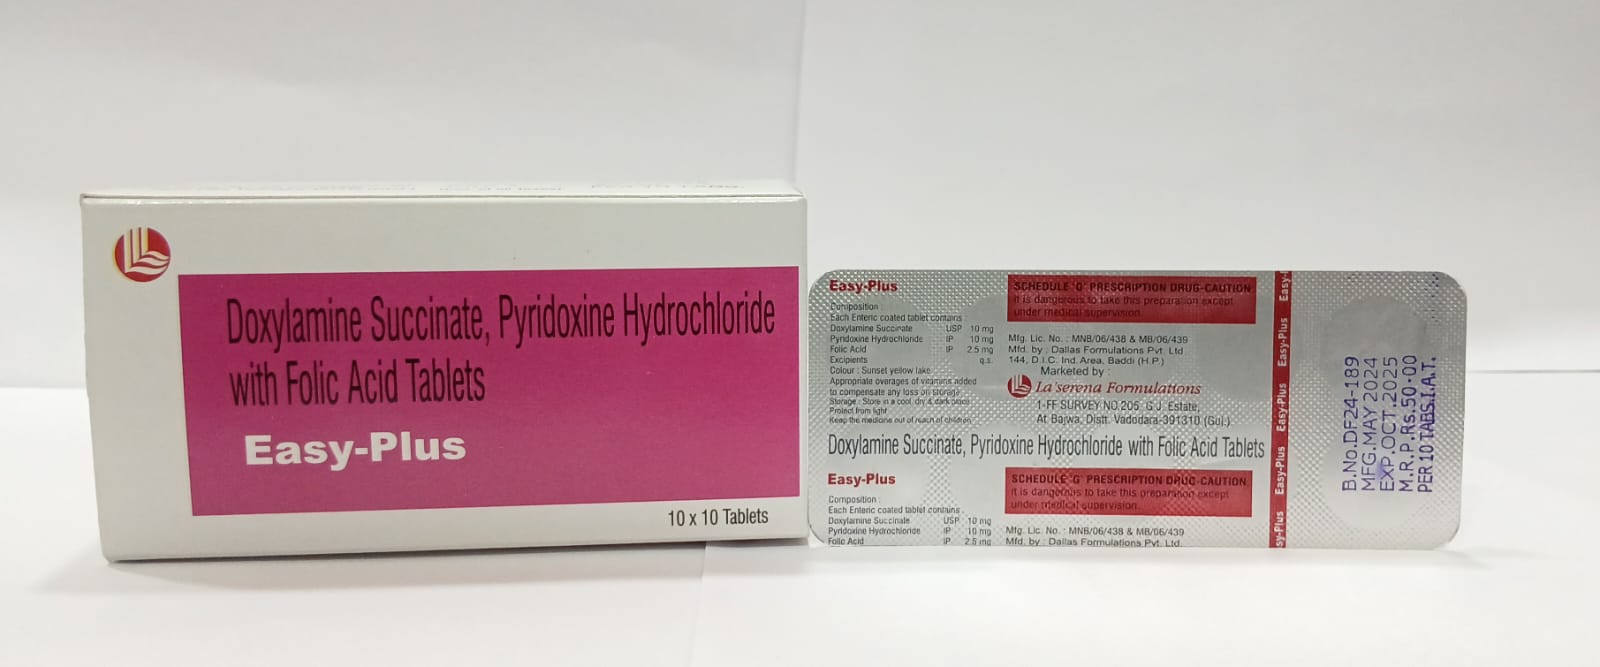 Doxylamine Succinate, Pyridoxine Hydrochloride
with Folic Acid Tablets
Easy-Plus
10 x 10 Tablets
Easy-Plus
Composition :
Each Enteric coated tablet contains :
Doxylamine Succinate USP 10 mg
Pyridoxine Hydrochloride IP 10 mg
Folic Acid IP 2.5 mg
Excipients q.s.
Colour : Sunset yellow lake
Appropriate overages of vitamins added
to compensate any loss on storage
Storage : Store in a cool, dry & dark place
Protect from light
Keep the medicine out of reach of children
SCHEDULE 'G' PRESCRIPTION DRUG-CAUTION
It is dangerous to take this preparation except
under medical supervision.
Mfg. Lic. No. : MNB/06/438 & MB/06/439
Mfd. by : Dallas Formulations Pvt. Ltd
144, D.I.C. Ind. Area, Baddi (H.P.)
Marketed by :
La'serena Formulations
1-FF SURVEY NO.205 G.J. Estate,
At Bajwa. Distt. Vadodara-391310 (Guj.)
Doxylamine Succinate, Pyridoxine Hydrochloride with Folic Acid Tablets
Easy-Plus
Composition :
Each Enteric coated tablet contains :
Doxylamine Succinate USP 10 mg
Pyridoxine Hydrochloride IP 10 mg
Folic Acid IP 2.5 mg
SCHEDULE 'G' PRESCRIPTION DRUG-CAUTION
It is dangerous to take this preparation except
under medical supervision.
Mfg. Lic. No. : MNB/06/438 & MB/06/439
Mfd. by : Dallas Formulations Pvt. Ltd.
sy-Plus Easy-Plus Easy-Plus Easy-Plus Easy-Plus Easy-
B.No.DF24-189
MFG.MAY 2024
EXP.OCT.2025
M.R.P.Rs.50-00
PER 10 TABS.I.A.T.